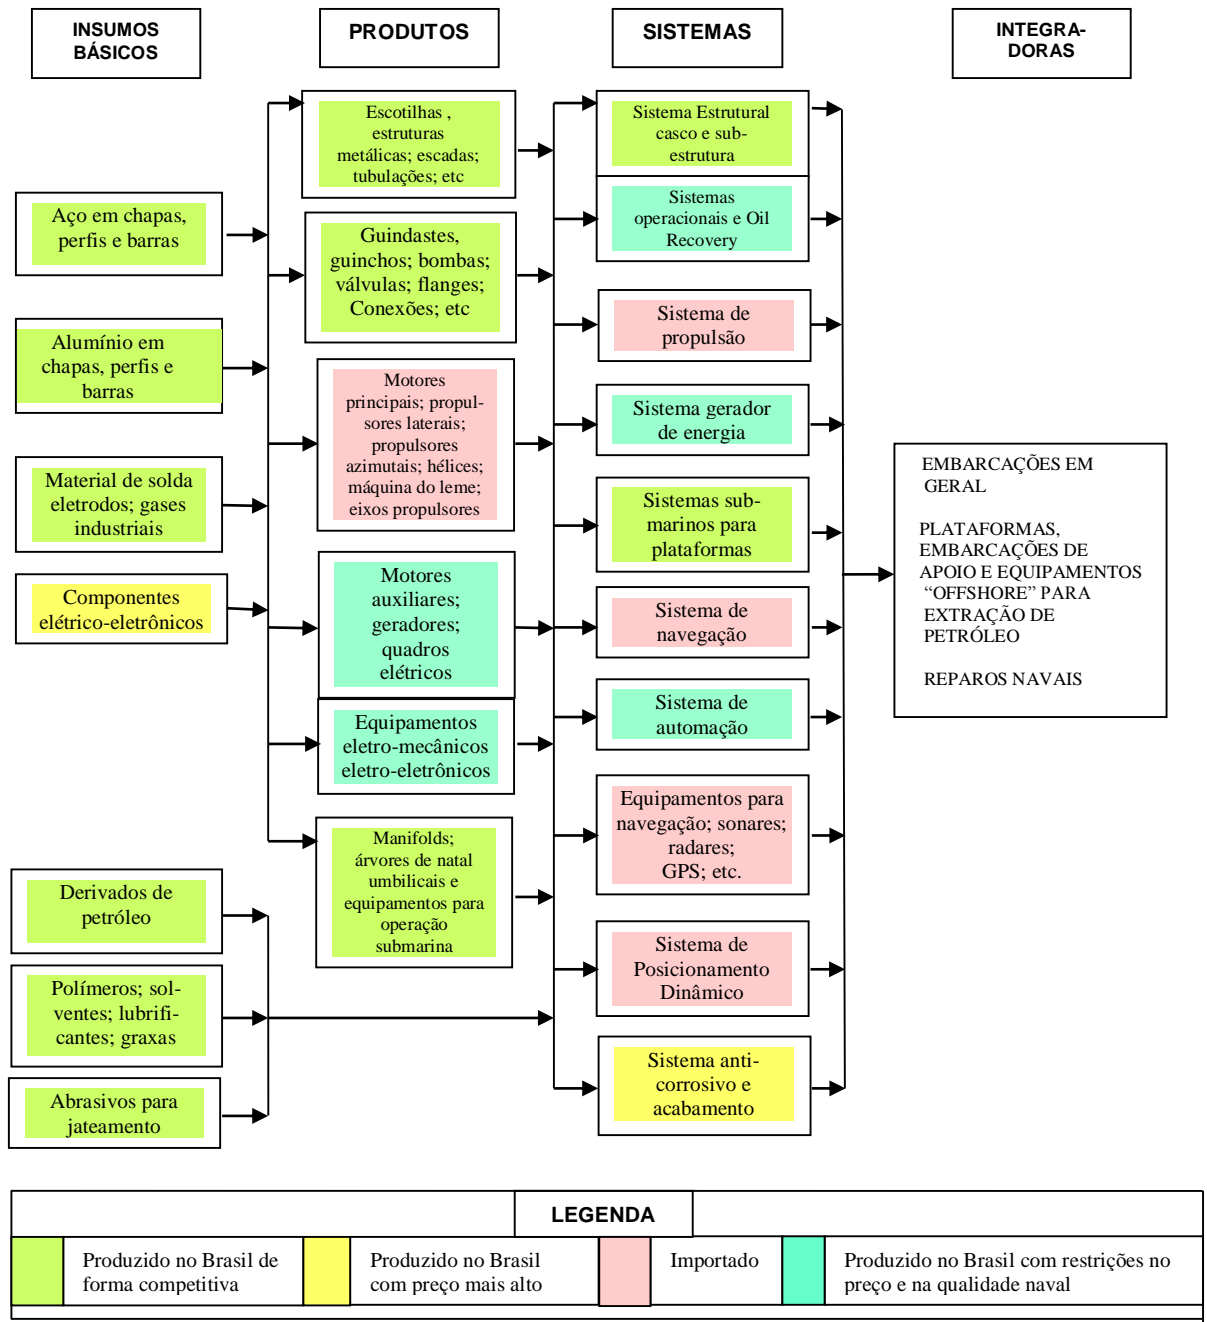 INSUMOS
BÁSICOS
PRODUTOS
SISTEMAS
INTEGRA-
DORAS
Aço em chapas,
perfis e barras
Alumínio em
chapas, perfis e
barras
Material de solda
eletrodos; gases
industriais
Componentes
elétrico-eletrônicos
Derivados de
petróleo
Polímeros; sol-
ventes; lubrifi-
cantes; graxas
Abrasivos para
jateamento
Escotilhas ,
estruturas
metálicas; escadas;
tubulações; etc
Guindastes,
guinchos; bombas;
válvulas; flanges;
Conexões; etc
Motores
principais; propul-
sores laterais;
propulsores
azimutais; hélices;
máquina do leme;
eixos propulsores
Motores
auxiliares;
geradores;
quadros
elétricos
Equipamentos
eletro-mecânicos
eletro-eletrônicos
Manifolds;
árvores de natal
umbilicais e
equipamentos para
operação
submarina
Sistema Estrutural
casco e sub-
estrutura
Sistemas
operacionais e Oil
Recovery
Sistema de
propulsão
Sistema gerador
de energia
Sistemas sub-
marinos para
plataformas
Sistema de
navegação
Sistema de
automação
Equipamentos para
navegação; sonares;
radares;
GPS; etc.
Sistema de
Posicionamento
Dinâmico
Sistema anti-
corrosivo e
acabamento
EMBARCAÇÕES EM
GERAL
PLATAFORMAS,
EMBARCAÇÕES DE
APOIO E EQUIPAMENTOS
“OFFSHORE” PARA
EXTRAÇÃO DE
PETRÓLEO
REPAROS NAVAIS
LEGENDA
Produzido no Brasil de
forma competitiva
Produzido no Brasil
com preço mais alto
Importado
Produzido no Brasil com restrições no
preço e na qualidade naval